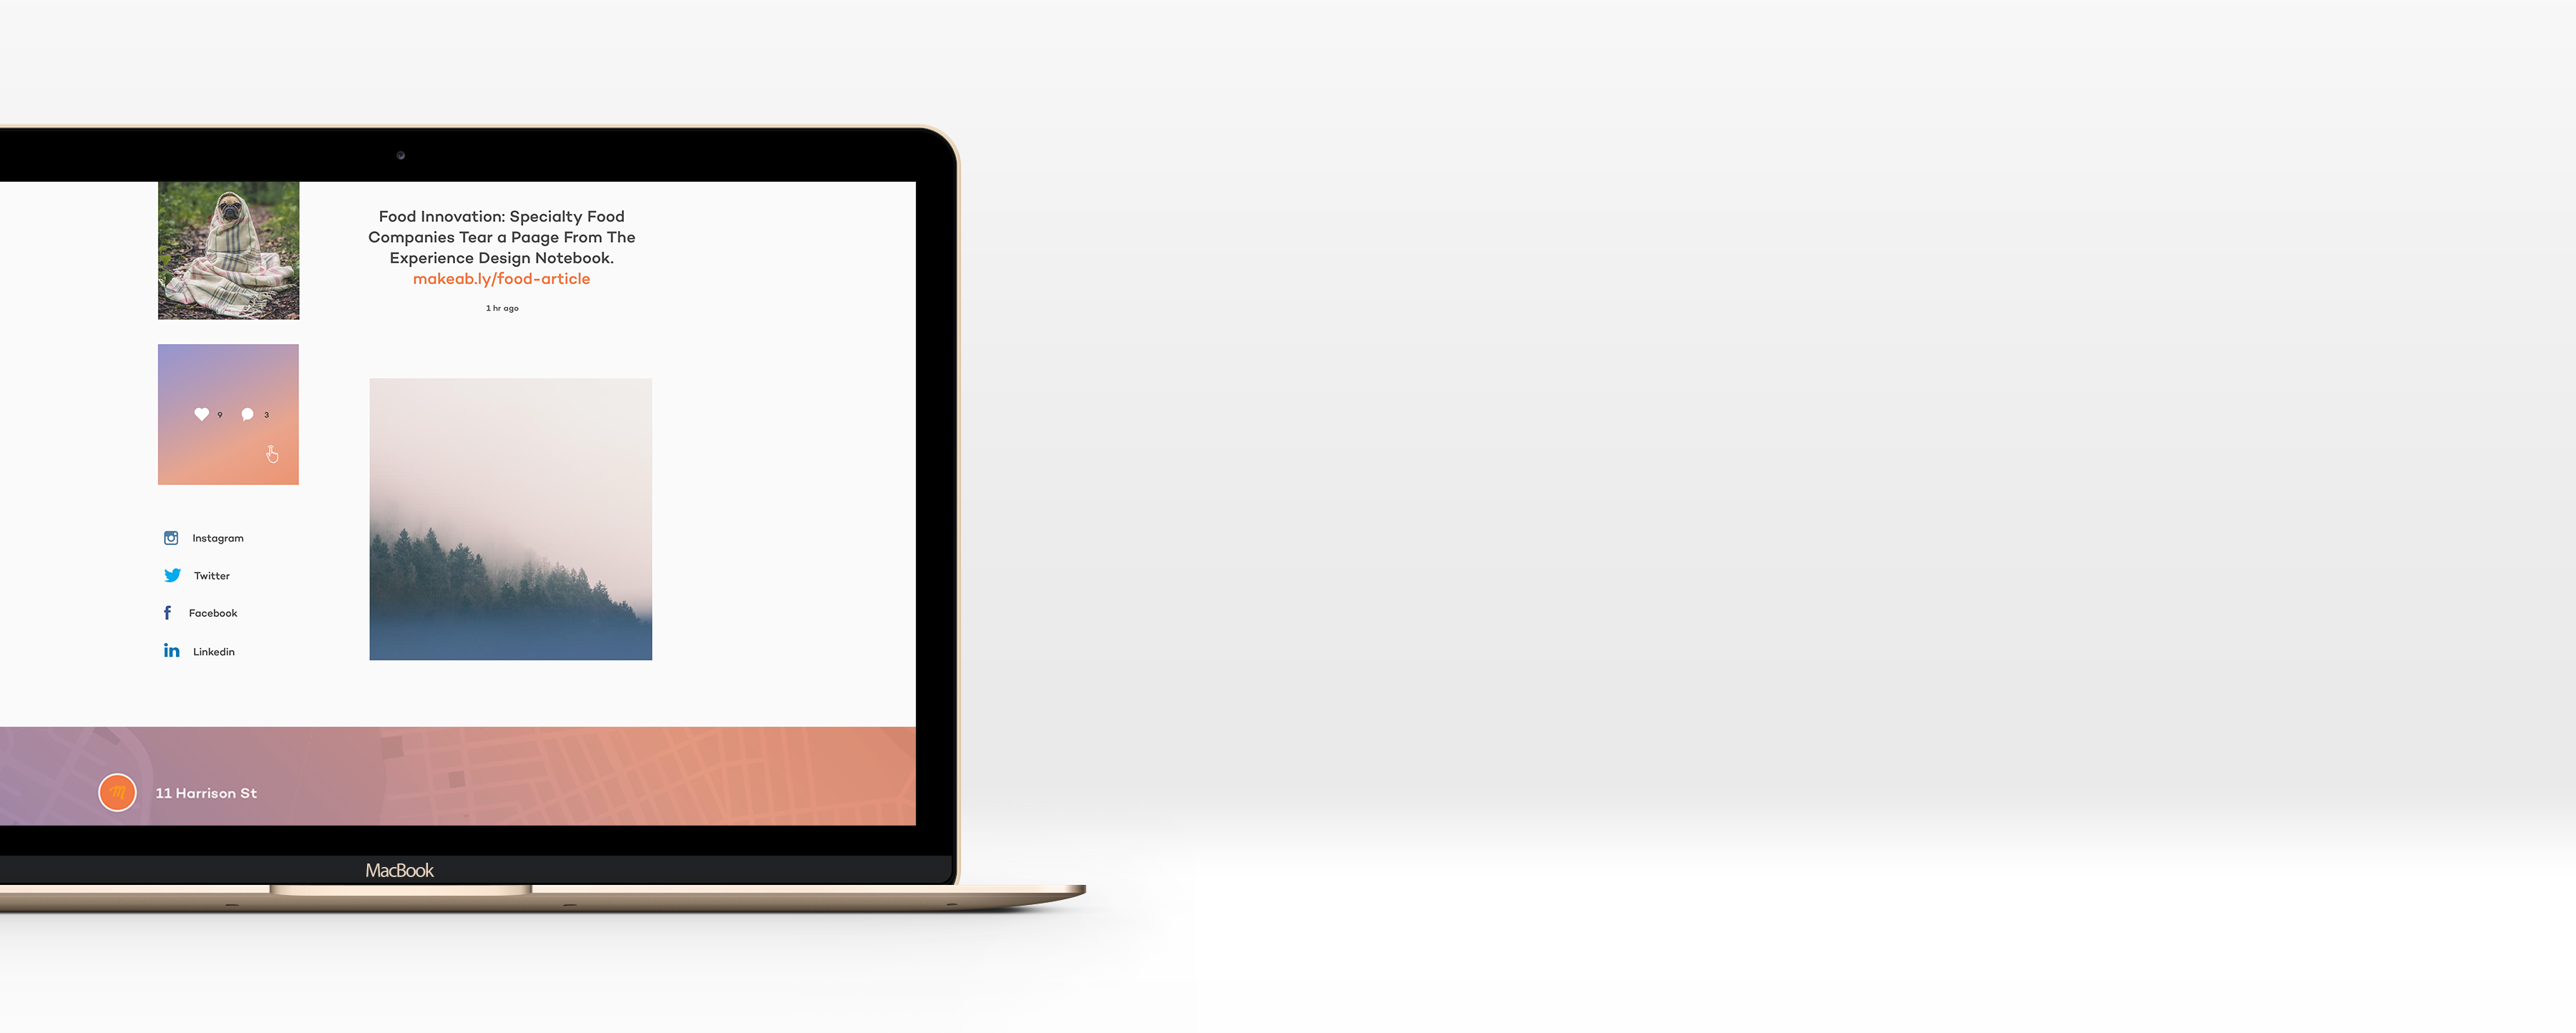 Food Innovation: Specialty Food
Companies Tear a Paage From The
Experience Design Notebook.
makeab.ly/food-article
1 hr ago
9 3
Instagram
Twitter
Facebook
Linkedin
m
11 Harrison St
MacBook